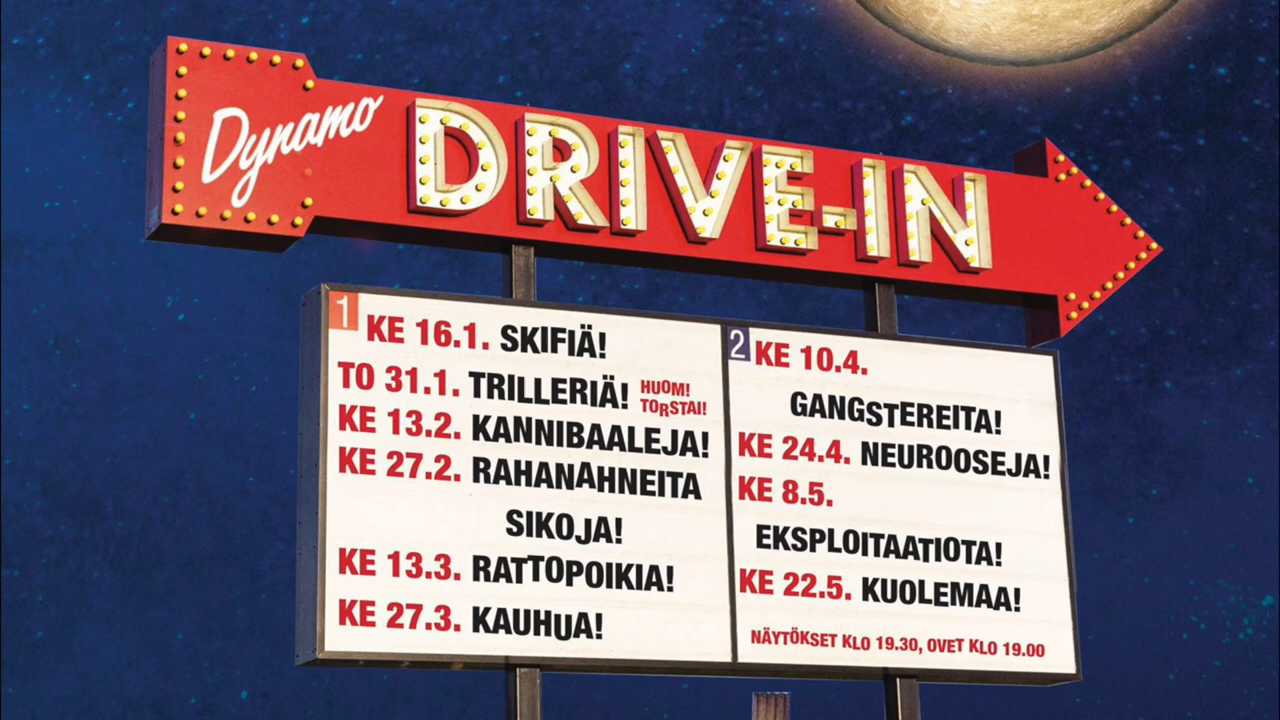 Dynamo
DRIVE-IN
1
KE 16.1. SKIFIÄ!
TO 31.1. TRILLERIÄ! HUOM!
TORSTAI!
KE 13.2. KANNIBAALEJA!
KE 27.2. RAHANAHNEITA
SIKOJA!
KE 13.3. RATTOPOIKIA!
KE 27.3. KAUHUA!
2
KE 10.4.
GANGSTEREITA!
KE 24.4. NEUROOSEJA!
KE 8.5.
EKSPLOITAATIOTA!
KE 22.5. KUOLEMAA!
NÄYTÖKSET KLO 19.30, OVET KLO 19.00